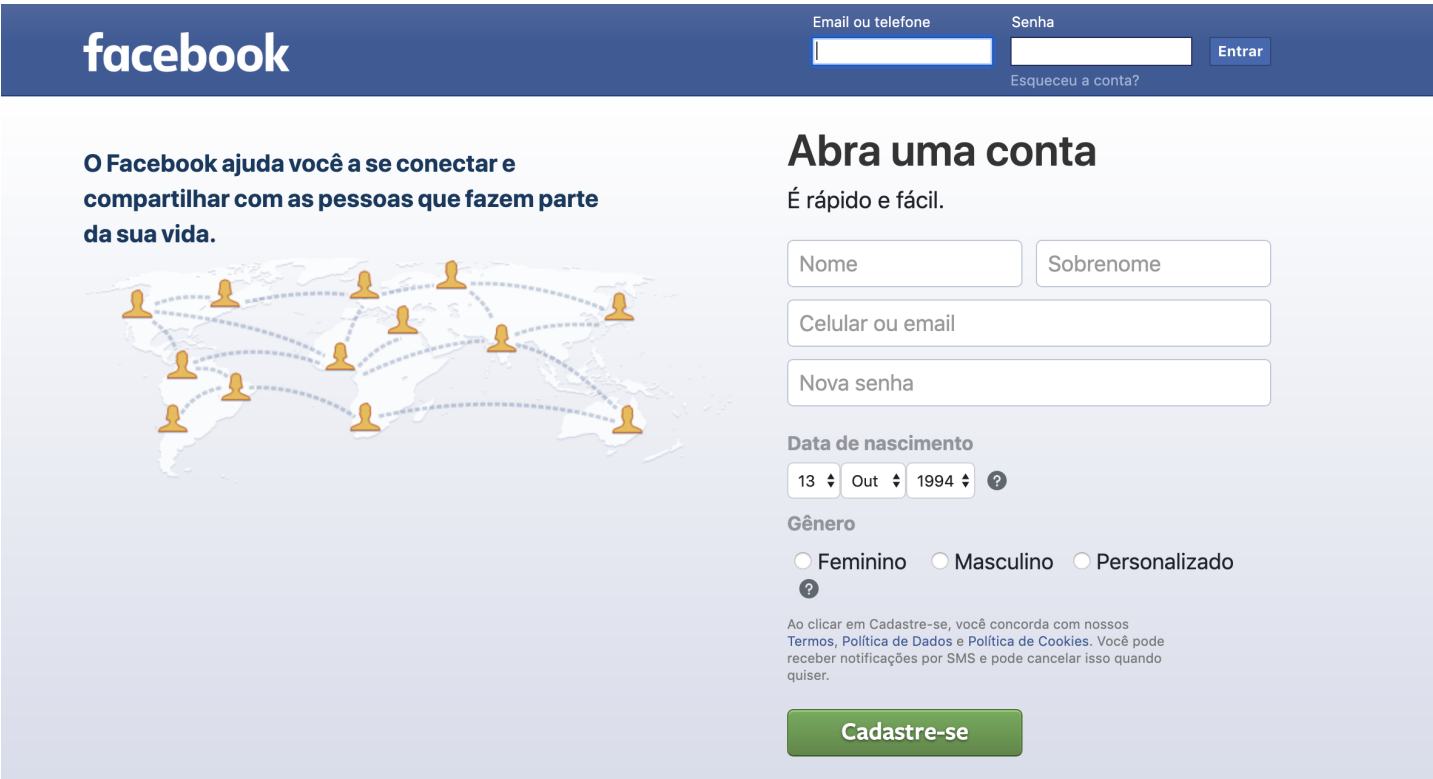 facebook
Email ou telefone
Senha
Entrar
Esqueceu a conta?
O Facebook ajuda você a se conectar e
compartilhar com as pessoas que fazem parte
da sua vida.
Abra uma conta
É rápido e fácil.
Nome
Sobrenome
Celular ou email
Nova senha
Data de nascimento
13 Out 1994 ?
Gênero
Feminino Masculino Personalizado
?
Ao clicar em Cadastre-se, você concorda com nossos
Termos, Política de Dados e Política de Cookies. Você pode
receber notificações por SMS e pode cancelar isso quando
quiser.
Cadastre-se